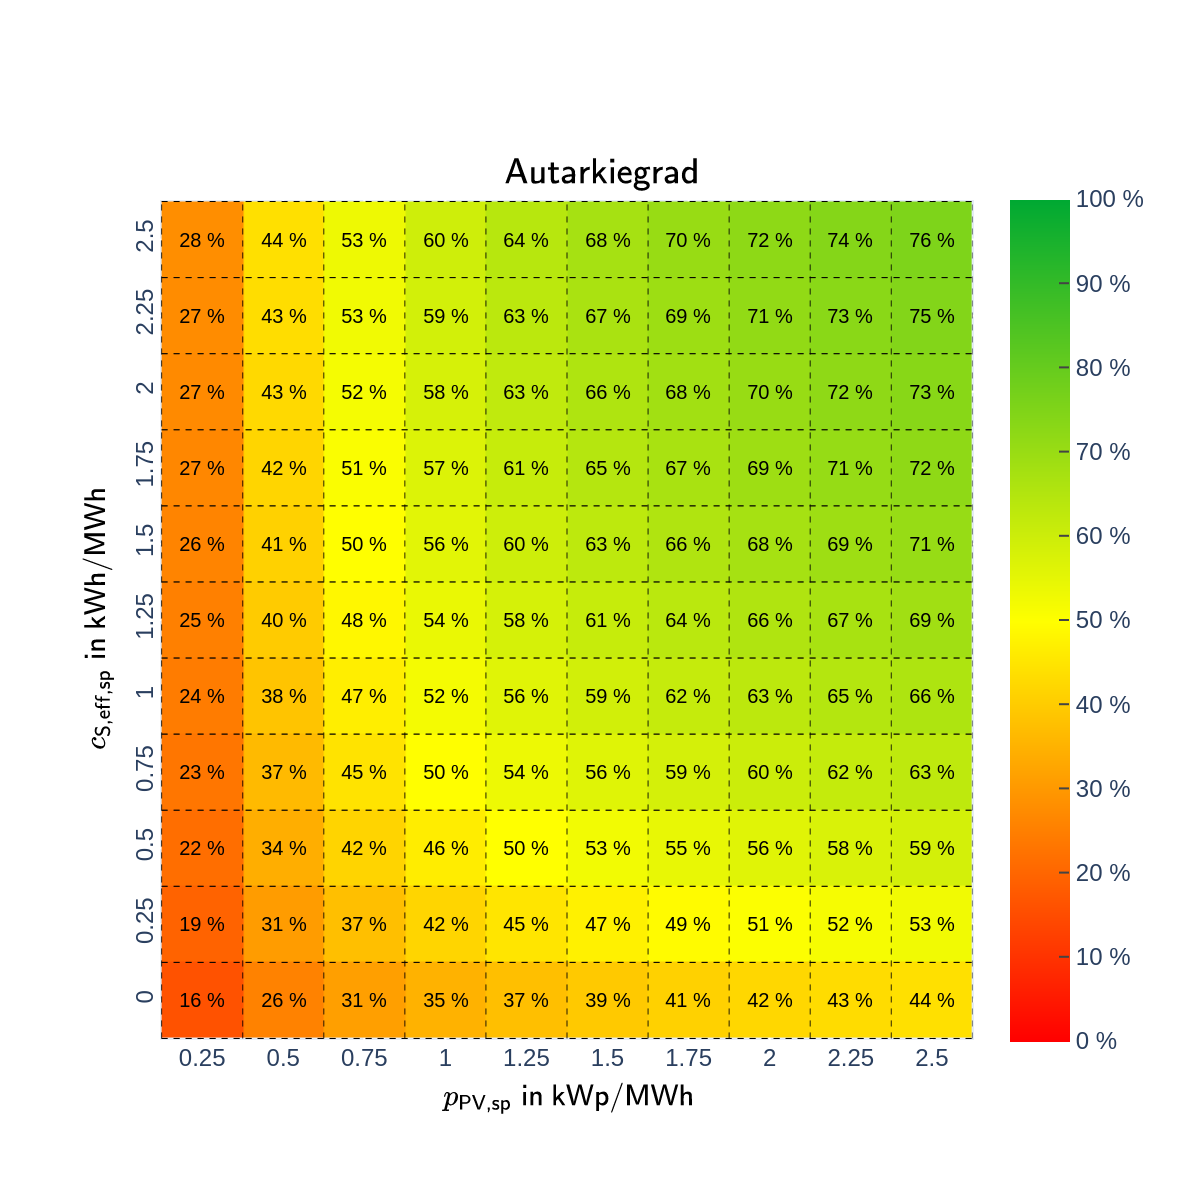 Autarkiegrad
2.5 28 % 44 % 53 % 60 % 64 % 68 % 70 % 72 % 74 % 76 %
2.25 27 % 43 % 53 % 59 % 63 % 67 % 69 % 71 % 73 % 75 %
2 27 % 43 % 52 % 58 % 63 % 66 % 68 % 70 % 72 % 73 %
1.75 27 % 42 % 51 % 57 % 61 % 65 % 67 % 69 % 71 % 72 %
1.5 26 % 41 % 50 % 56 % 60 % 63 % 66 % 68 % 69 % 71 %
1.25 25 % 40 % 48 % 54 % 58 % 61 % 64 % 66 % 67 % 69 %
1 24 % 38 % 47 % 52 % 56 % 59 % 62 % 63 % 65 % 66 %
0.75 23 % 37 % 45 % 50 % 54 % 56 % 59 % 60 % 62 % 63 %
0.5 22 % 34 % 42 % 46 % 50 % 53 % 55 % 56 % 58 % 59 %
0.25 19 % 31 % 37 % 42 % 45 % 47 % 49 % 51 % 52 % 53 %
0 16 % 26 % 31 % 35 % 37 % 39 % 41 % 42 % 43 % 44 %
0.25 0.5 0.75 1 1.25 1.5 1.75 2 2.25 2.5
p PV,sp in kWp/MWh
c S,eff,sp in kWh/MWh
100 %
90 %
80 %
70 %
60 %
50 %
40 %
30 %
20 %
10 %
0 %